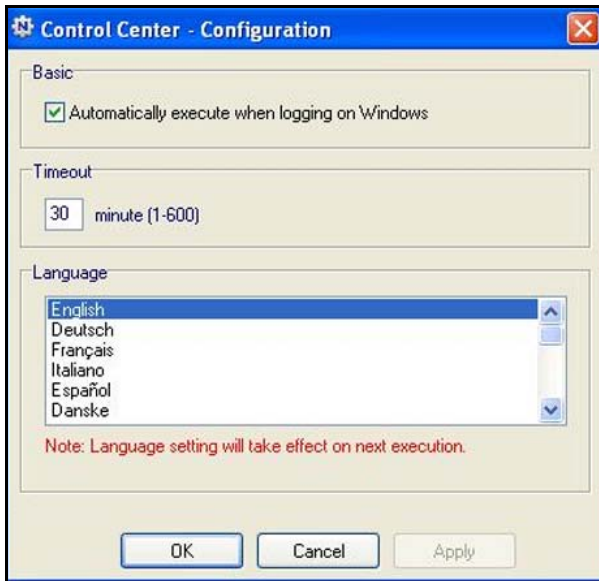 Control Center - Configuration
Basic
Automatically execute when logging on Windows
Timeout
30 minute (1-600)
Language
English
Deutsch
Français
Italiano
Español
Danske
Note: Language setting will take effect on next execution.
OK Cancel Apply